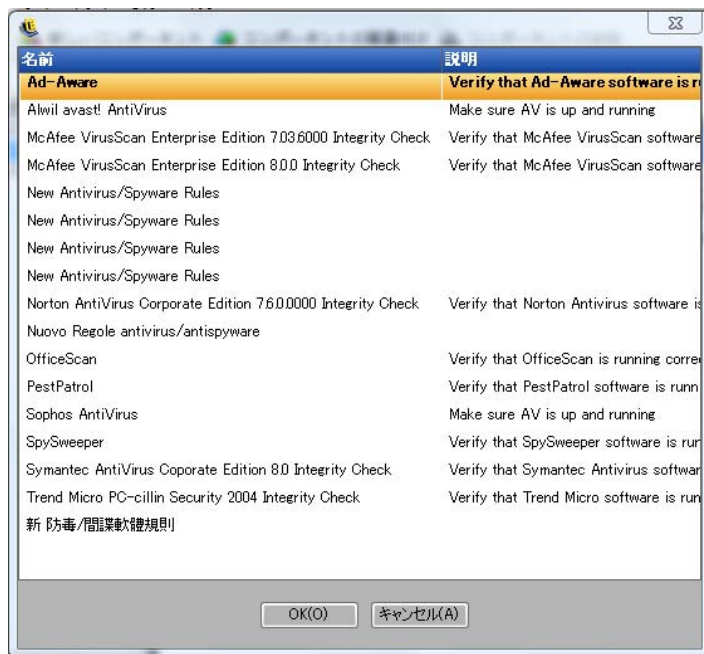 名前 説明
Ad-Aware Verify that Ad-Aware software is
Alwil avast! AntiVirus Make sure AV is up and running
McAfee VirusScan Enterprise Edition 7.03.6000 Integrity Check Verify that McAfee VirusScan software
McAfee VirusScan Enterprise Edition 8.0.0 Integrity Check Verify that McAfee VirusScan software
New Antivirus/Spyware Rules
New Antivirus/Spyware Rules
New Antivirus/Spyware Rules
New Antivirus/Spyware Rules
Norton AntiVirus Corporate Edition 7.6.0.0000 Integrity Check Verify that Norton Antivirus software is
Nuovo Regole antivirus/antispyware
OfficeScan Verify that OfficeScan is running corre
PestPatrol Verify that PestPatrol software is runn
Sophos AntiVirus Make sure AV is up and running
SpySweeper Verify that SpySweeper software is run
Symantec AntiVirus Coporate Edition 8.0 Integrity Check Verify that Symantec Antivirus softwar
Trend Micro PC-cillin Security 2004 Integrity Check Verify that Trend Micro software is run
新 防毒/間諜軟體規則
OK(O) キャンセル(A)